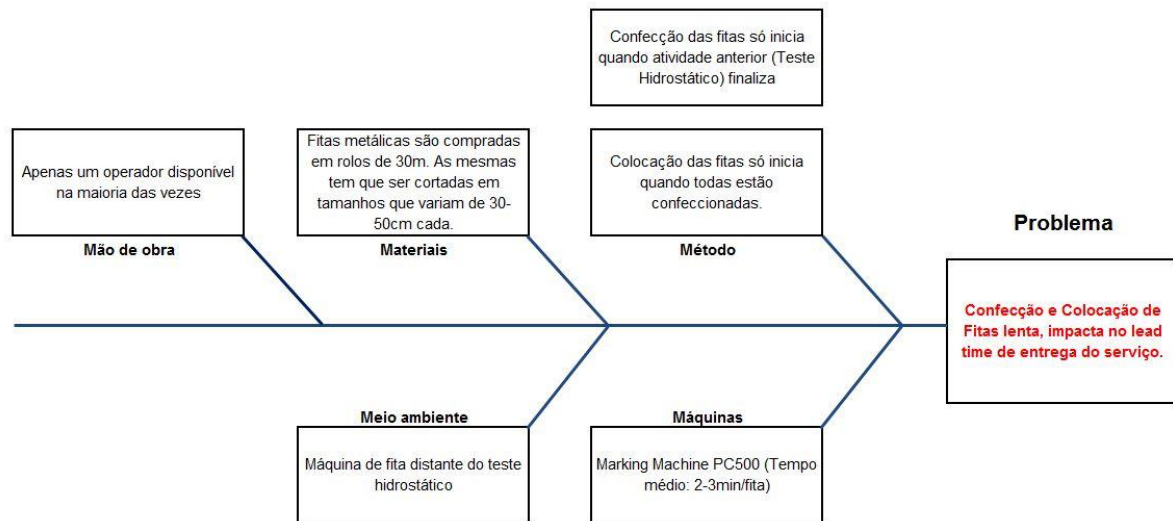 Confecção das fitas só inicia
quando atividade anterior (Teste
Hidrostático) finaliza
Apenas um operador disponível
na maioria das vezes
Mão de obra
Fitas metálicas são compradas
em rolos de 30m. As mesmas
tem que ser cortadas em
tamanhos que variam de 30-
50cm cada.
Materiais
Colocação das fitas só inicia
quando todas estão
confeccionadas.
Método
Problema
Confecção e Colocação de
Fitas lenta, impacta no lead
time de entrega do serviço.
Meio ambiente
Máquina de fita distante do teste
hidrostático
Máquinas
Marking Machine PC500 (Tempo
médio: 2-3min/fita)